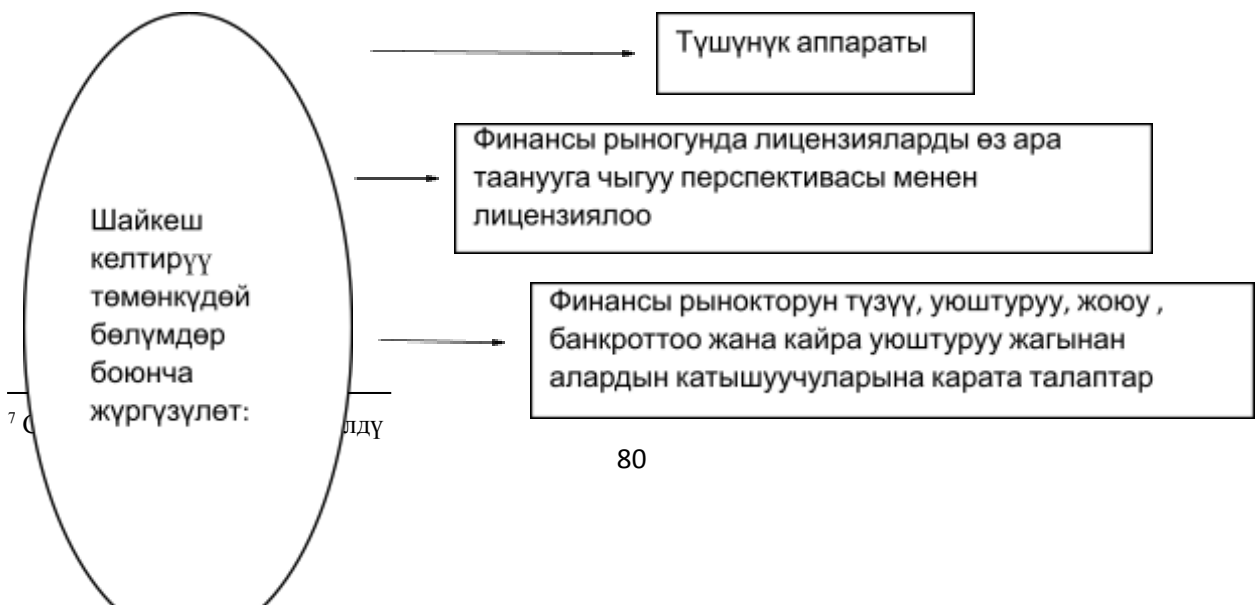 Түшүнүк аппараты
Финансы рыногунда лицензияларды өз ара
таанууга чыгуу перспективасы менен
лицензиялоо
Шайкеш
келтирүү
төмөнкүдөй
бөлүмдөр
боюнча
жүргүзүлөт:
Финансы рынокторун түзүү, уюштуруу, жоюу ,
банкроттоо жана кайра уюштуруу жагынан
алардын катышуучуларына карата талаптар
7
80